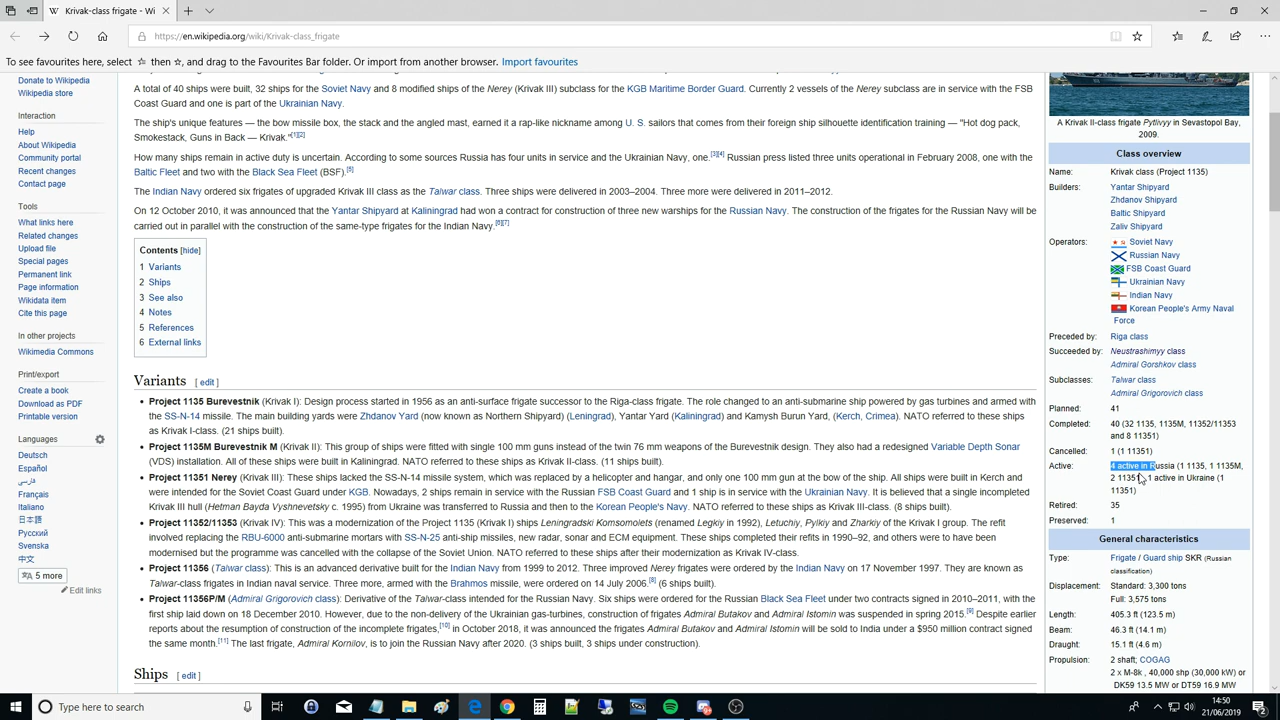 Krivak-class frigate - Wi
https://en.wikipedia.org/wiki/Krivak-class_frigate
To see favourites here, select ☆ then ☆, and drag to the Favourites Bar folder. Or import from another browser. Import favourites
Donate to Wikipedia
Wikipedia store
Interaction
Help
About Wikipedia
Community portal
Recent changes
Contact page
Tools
What links here
Related changes
Upload file
Special pages
Permanent link
Page information
Wikidata item
Cite this page
In other projects
Wikimedia Commons
Print/export
Create a book
Download as PDF
Printable version
Languages
Deutsch
Español
فارسی
Français
Italiano
日本語
Русский
Svenska
中文
5 more
Edit links
A total of 40 ships were built, 32 ships for the Soviet Navy and 8 modified ships of the Nerey (Krivak III) subclass for the KGB Maritime Border Guard. Currently 2 vessels of the Nerey subclass are in service with the FSB
Coast Guard and one is part of the Ukrainian Navy.
The ship's unique features — the bow missile box, the stack and the angled mast, earned it a rap-like nickname among U. S. sailors that comes from their foreign ship silhouette identification training — "Hot dog pack,
Smokestack, Guns in Back — Krivak."[1][2]
How many ships remain in active duty is uncertain. According to some sources Russia has four units in service and the Ukrainian Navy, one.[3][4] Russian press listed three units operational in February 2008, one with the
Baltic Fleet and two with the Black Sea Fleet (BSF).[5]
The Indian Navy ordered six frigates of upgraded Krivak III class as the Talwar class. Three ships were delivered in 2003–2004. Three more were delivered in 2011–2012.
On 12 October 2010, it was announced that the Yantar Shipyard at Kaliningrad had won a contract for construction of three new warships for the Russian Navy. The construction of the frigates for the Russian Navy will be
carried out in parallel with the construction of the same-type frigates for the Indian Navy.[6][7]
Contents [hide]
1 Variants
2 Ships
3 See also
4 Notes
5 References
6 External links
Variants [ edit ]
• Project 1135 Burevestnik (Krivak I): Design process started in 1956 as an anti-surface frigate successor to the Riga-class frigate. The role changed to an anti-submarine ship powered by gas turbines and armed with
the SS-N-14 missile. The main building yards were Zhdanov Yard (now known as Northern Shipyard) (Leningrad), Yantar Yard (Kaliningrad) and Kamysh Burun Yard, (Kerch, Crimea). NATO referred to these ships
as Krivak I-class. (21 ships built).
• Project 1135M Burevestnik M (Krivak II): This group of ships were fitted with single 100 mm guns instead of the twin 76 mm weapons of the Burevestnik design. They also had a redesigned Variable Depth Sonar
(VDS) installation. All of these ships were built in Kaliningrad. NATO referred to these ships as Krivak II-class. (11 ships built).
• Project 11351 Nerey (Krivak III): These ships lacked the SS-N-14 missile system, which was replaced by a helicopter and hangar, and only one 100 mm gun at the bow of the ship. All ships were built in Kerch and
were intended for the Soviet Coast Guard under KGB. Nowadays, 2 ships remain in service with the Russian FSB Coast Guard and 1 ship is in service with the Ukrainian Navy. It is believed that a single incompleted
Krivak III hull (Hetman Bayda Vyshnevetsky c. 1995) from Ukraine was transferred to Russia and then to the Korean People's Navy. NATO referred to these ships as Krivak III-class. (8 ships built).
• Project 11352/11353 (Krivak IV): This was a modernization of the Project 1135 (Krivak I) ships Leningradski Komsomolets (renamed Legkiy in 1992), Letuchiy, Pylkiy and Zharkiy of the Krivak I group. The refit
involved replacing the RBU-6000 anti-submarine mortars with SS-N-25 anti-ship missiles, new radar, sonar and ECM equipment. These ships completed their refits in 1990–92, and others were to have been
modernised but the programme was cancelled with the collapse of the Soviet Union. NATO referred to these ships after their modernization as Krivak IV-class.
• Project 11356 (Talwar class): This is an advanced derivative built for the Indian Navy from 1999 to 2012. Three improved Nerey frigates were ordered by the Indian Navy on 17 November 1997. They are known as
Talwar-class frigates in Indian naval service. Three more, armed with the Brahmos missile, were ordered on 14 July 2006.[8] (6 ships built).
• Project 11356P/M (Admiral Grigorovich class): Derivative of the Talwar-class intended for the Russian Navy. Six ships were ordered for the Russian Black Sea Fleet under two contracts signed in 2010–2011, with the
first ship laid down on 18 December 2010. However, due to the non-delivery of the Ukrainian gas-turbines, construction of frigates Admiral Butakov and Admiral Istomin was suspended in spring 2015.[9] Despite earlier
reports about the resumption of construction of the incomplete frigates,[10] in October 2018, it was announced the frigates Admiral Butakov and Admiral Istomin will be sold to India under a $950 million contract signed
the same month.[11] The last frigate, Admiral Kornilov, is to join the Russian Navy after 2020. (3 ships built, 3 ships under construction).
Ships [ edit ]
A Krivak II-class frigate Pytlivyy in Sevastopol Bay,
2009.
Class overview
Name: Krivak class (Project 1135)
Builders: Yantar Shipyard
Zhdanov Shipyard
Baltic Shipyard
Zaliv Shipyard
Operators: Soviet Navy
Russian Navy
FSB Coast Guard
Ukrainian Navy
Indian Navy
Korean People's Army Naval
Force
Preceded by: Riga class
Succeeded by: Neustrashimyy class
Admiral Gorshkov class
Subclasses: Talwar class
Admiral Grigorovich class
Planned: 41
Completed: 40 (32 1135, 1135M, 11352/11353
and 8 11351)
Cancelled: 1 (1 11351)
Active: 4 active in Russia (1 1135, 1 1135M,
2 11351), 1 active in Ukraine (1
11351)
Retired: 35
Preserved: 1
General characteristics
Type: Frigate / Guard ship SKR (Russian
classification)
Displacement: Standard: 3,300 tons
Full: 3,575 tons
Length: 405.3 ft (123.5 m)
Beam: 46.3 ft (14.1 m)
Draught: 15.1 ft (4.6 m)
Propulsion: 2 shaft; COGAG
2 x M-8k , 40,000 shp (30,000 kW) or
DK59 13.5 MW or DT59 16.9 MW
Type here to search
14:50
21/06/2019